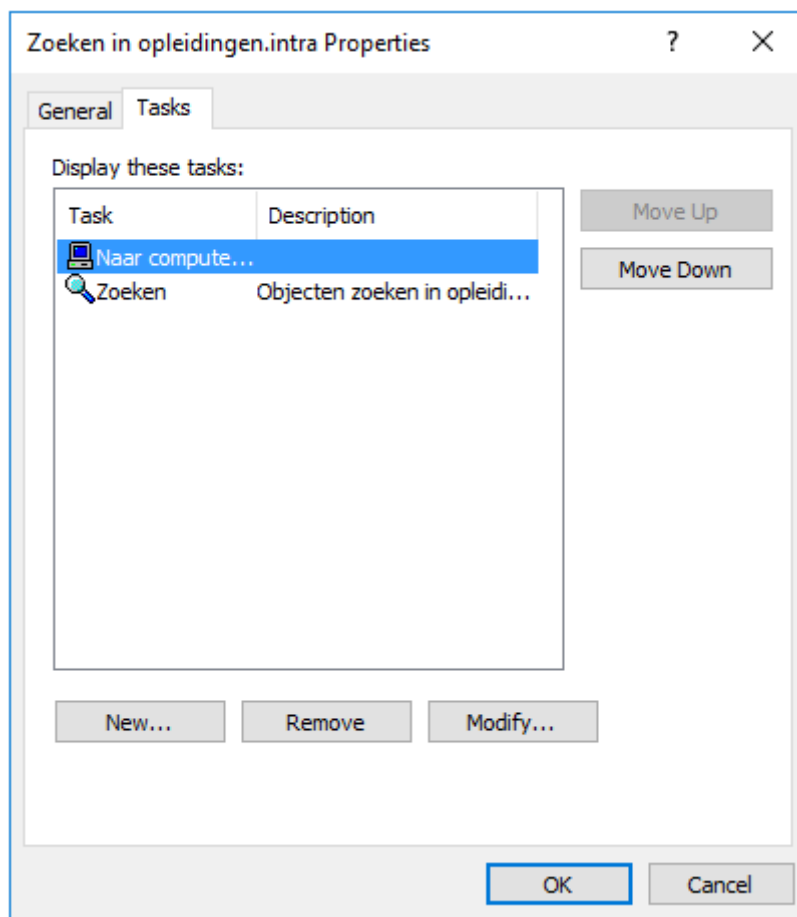 Zoeken in opleidingen.intra Properties ?
General Tasks
Display these tasks:
Task Description Move Up
Naar compute...
Move Down
Zoeken Objecten zoeken in opleidi...
New... Remove Modify...
OK Cancel